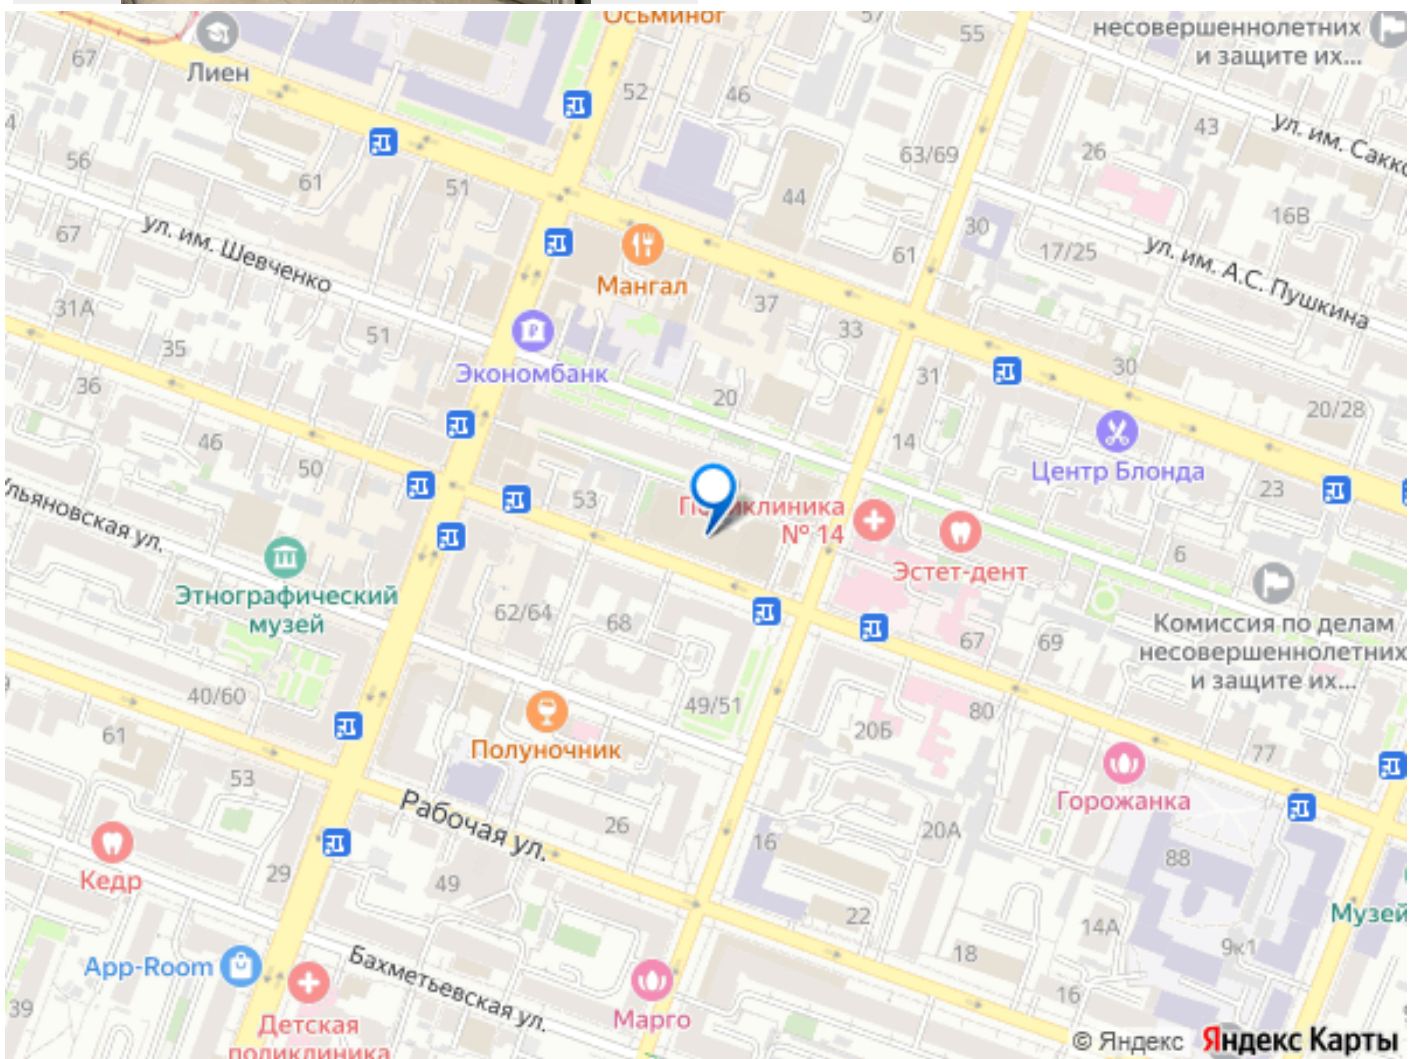 Осьминог
57
55
несовершеннолетних
и защите их...
67
Лиен
52
46
4
43
ул. им. Сакко
56
61
51
63/69
26
44
16В
67
ул. им. Шевченко
30
17/25
ул. им. А.С. Пушкина
61
Мангал
31А
37
33
51
35
Экономбанк
36
31
30
20
20/28
46
14
Центр Блонда
50
53
23
Поликлиника
№ 14
Ульяновская ул.
6
Эстет-дент
Этнографический
музей
62/64
68
67
69
Комиссия по делам
несовершеннолетних
и защите их...
40/60
49/51
80
61
20Б
Полуночник
77
53
Горожанка
Рабочая ул.
26
16
20А
88
Кедр
29
49
22
Музей
14А
9к1
18
App-Room
Бахметьевская ул.
16
39
Марго
Детская
поликлиника
© Яндекс Яндекс Карты